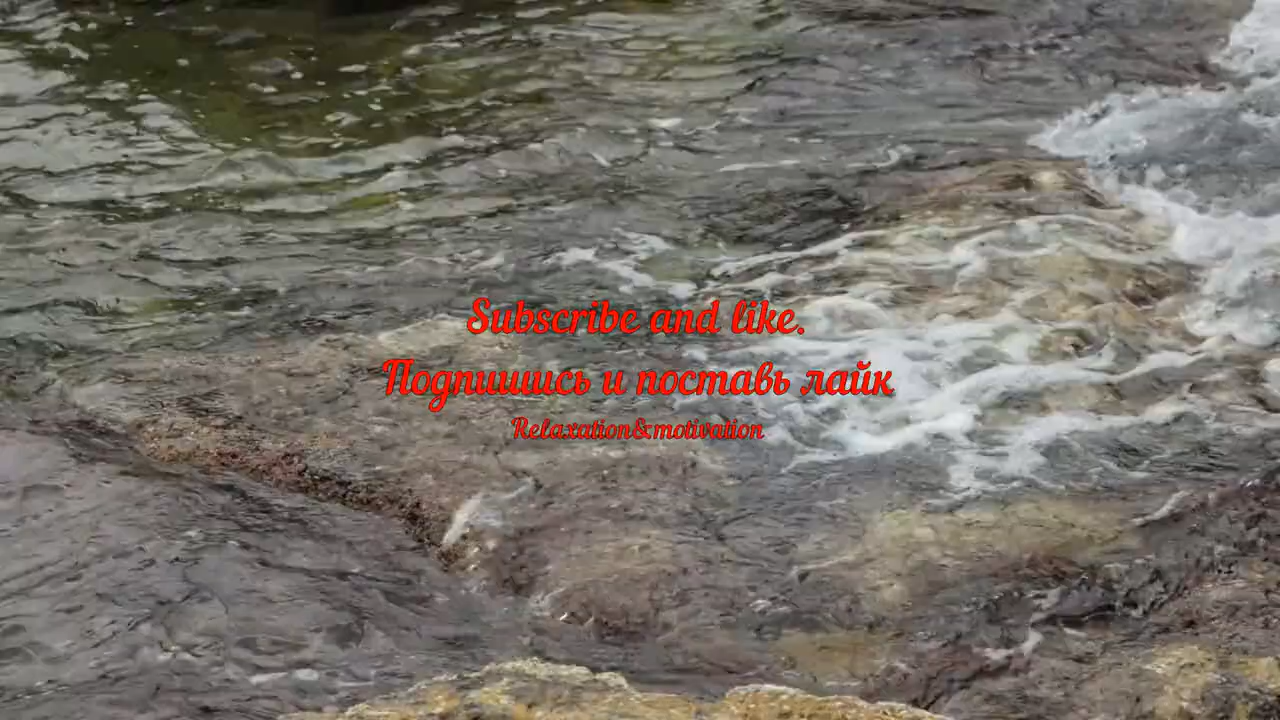 Subscribe and like.
Подпишись и поставь лайк
Relaxation&motivation